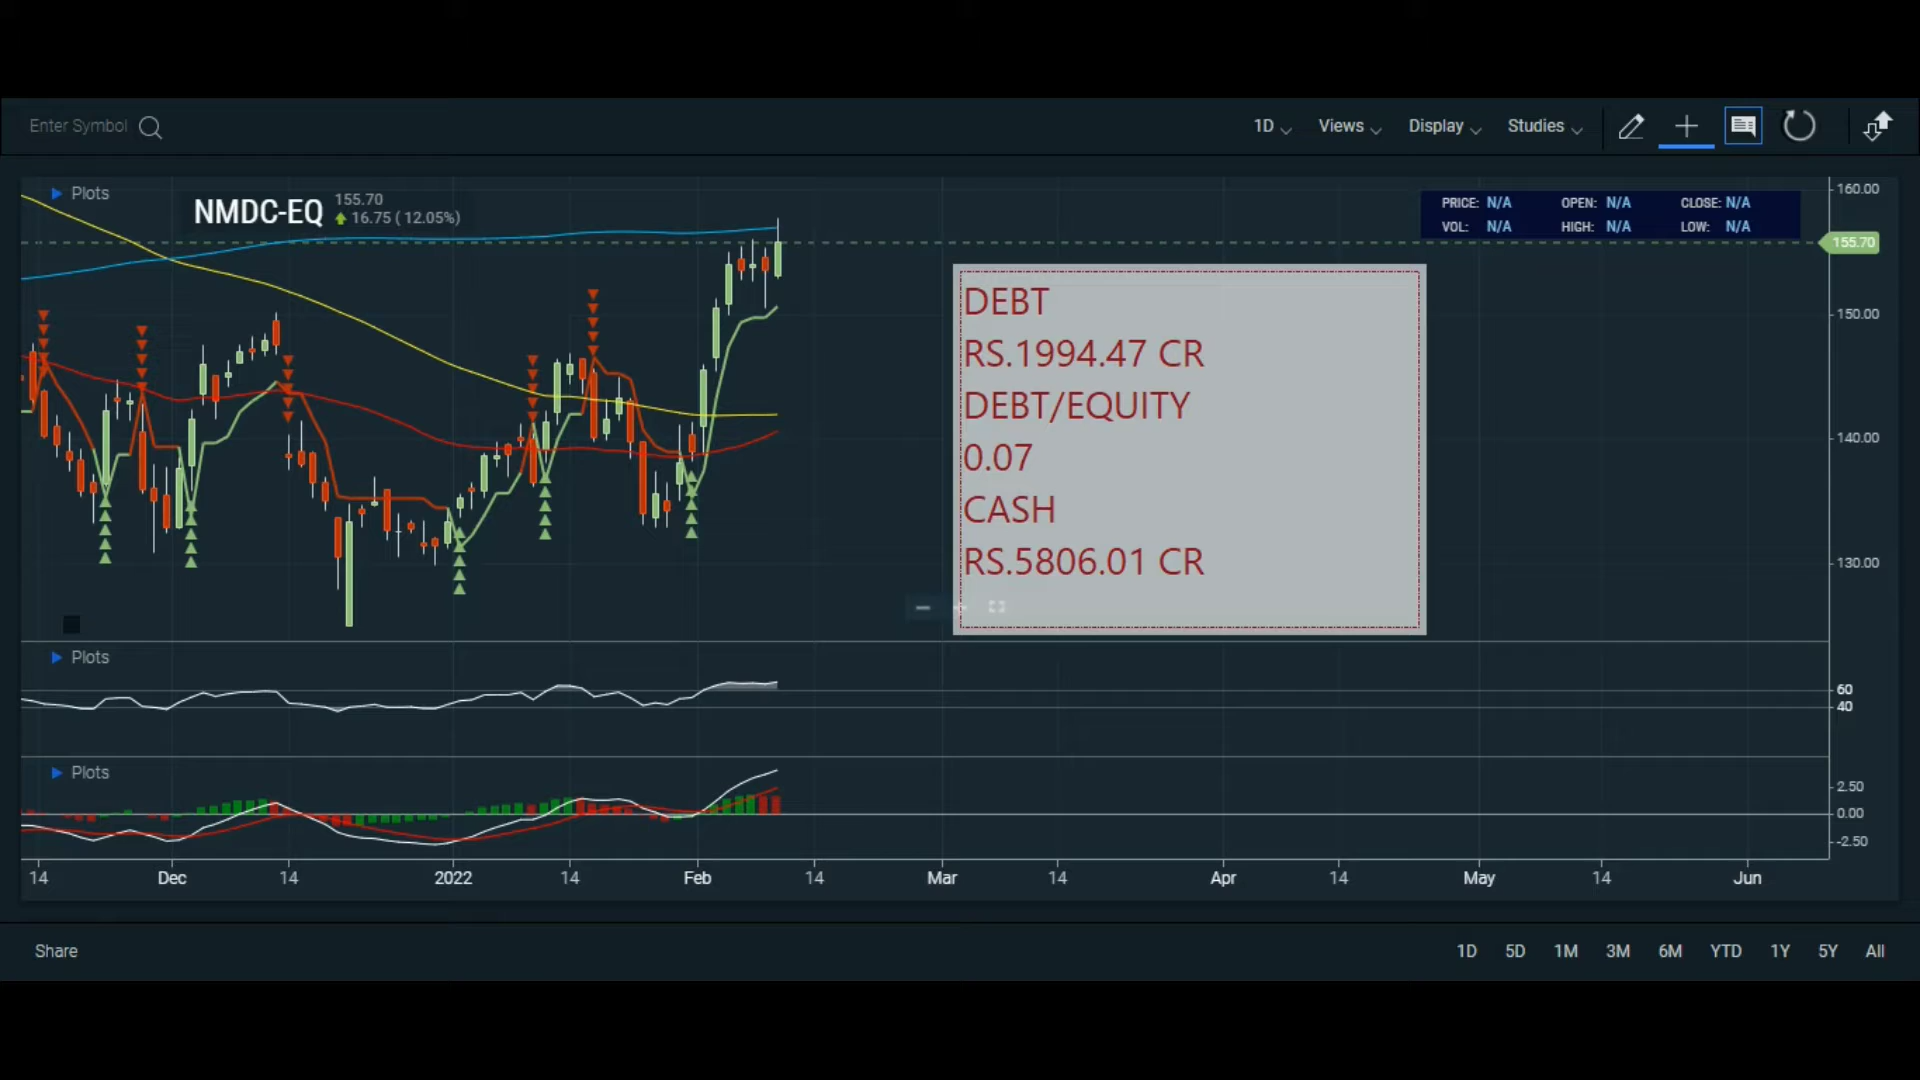 Enter Symbol
1D Views Display Studies
Plots
NMDC-EQ 155.70
16.75 ( 12.05%)
PRICE: N/A OPEN: N/A CLOSE: N/A
VOL: N/A HIGH: N/A LOW: N/A
160.00
155.70
150.00
140.00
130.00
DEBT
RS.1994.47 CR
DEBT/EQUITY
0.07
CASH
RS.5806.01 CR
Plots
60
40
Plots
2.50
0.00
-2.50
14 Dec 14 2022 14 Feb 14 Mar 14 Apr 14 May 14 Jun
Share
1D 5D 1M 3M 6M YTD 1Y 5Y All